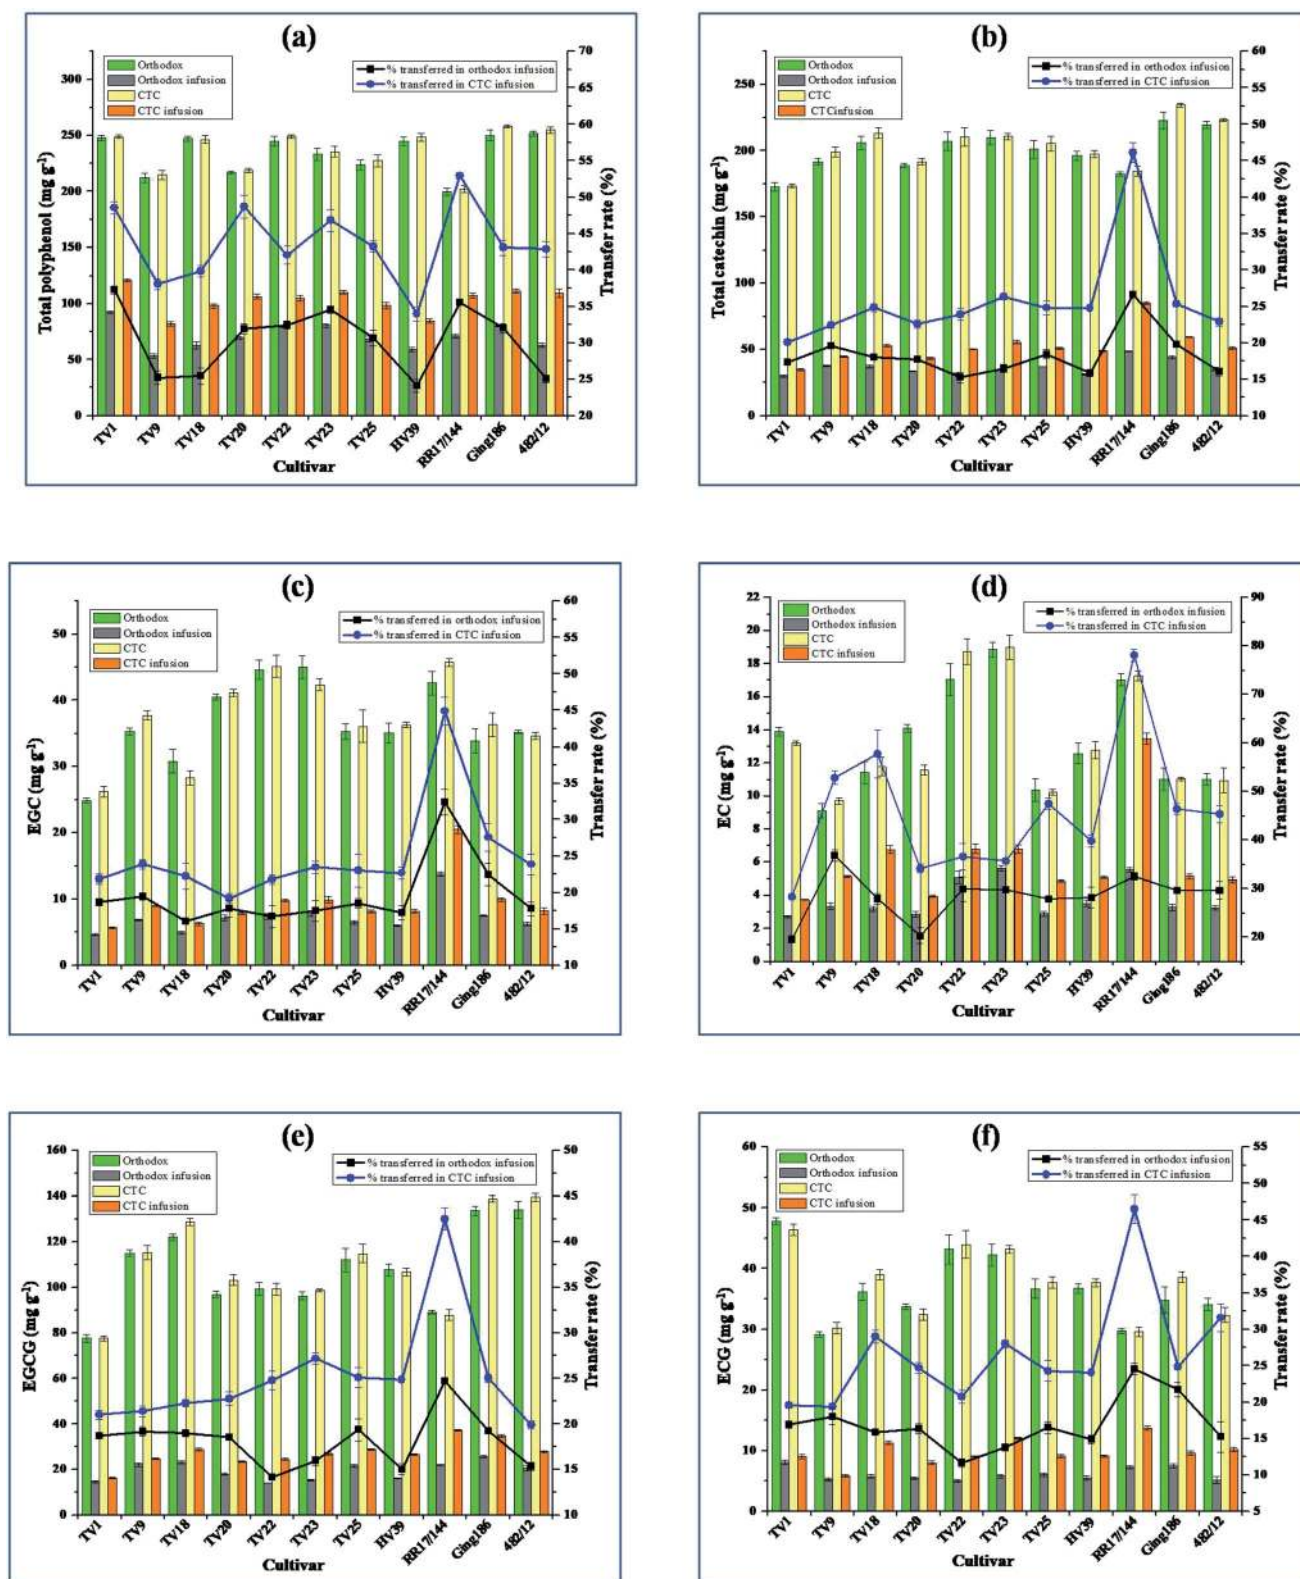 (a)
Orthodox
Orthodox infusion
CTC
CTC infusion
% transferred in orthodox infusion
% transferred in CTC infusion
Total polyphenol (mg g-1)
300
250
200
150
100
50
0
70
65
60
55
50
45
40
35
30
25
20
Transfer rate (%)
TV1 TV9 TV18 TV20 TV22 TV23 TV25 HV39 RR17/144 Ging186 482/12
Cultivar
(b)
Orthodox
Orthodox infusion
CTC
CTCinfusion
% transferred in orthodox infusion
% transferred in CTC infusion
Total catechin (mg g-1)
250
200
150
100
50
0
60
55
50
45
40
35
30
25
20
15
10
Transfer rate (%)
TV1 TV9 TV18 TV20 TV22 TV23 TV25 HV39 RR17/144 Ging186 482/12
Cultivar
(c)
Orthodox
Orthodox infusion
CTC
CTC infusion
% transferred in orthodox infusion
% transferred in CTC infusion
EGC (mg g-1)
50
40
30
20
10
0
60
55
50
45
40
35
30
25
20
15
10
Transfer rate (%)
TV1 TV9 TV18 TV20 TV22 TV23 TV25 HV39 RR17/144 Ging186 482/12
Cultivar
(d)
Orthodox
Orthodox infusion
CTC
CTC infusion
% transferred in orthodox infusion
% transferred in CTC infusion
EC (mg g-1)
22
20
18
16
14
12
10
8
6
4
2
0
90
80
70
60
50
40
30
20
Transfer rate (%)
TV1 TV9 TV18 TV20 TV22 TV23 TV25 HV39 RR17/144 Ging186 482/12
Cultivar
(e)
Orthodox
Orthodox infusion
CTC
CTC infusion
% transferred in orthodox infusion
% transferred in CTC infusion
EGCG (mg g-1)
160
140
120
100
80
60
40
20
0
50
45
40
35
30
25
20
15
10
Transfer rate (%)
TV1 TV9 TV18 TV20 TV22 TV23 TV25 HV39 RR17/144 Ging186 482/12
Cultivar
(f)
Orthodox
Orthodox infusion
CTC
CTC infusion
% transferred in orthodox infusion
% transferred in CTC infusion
ECG (mg g-1)
60
50
40
30
20
10
0
55
50
45
40
35
30
25
20
15
10
5
Transfer rate (%)
TV1 TV9 TV18 TV20 TV22 TV23 TV25 HV39 RR17/144 Ging186 482/12
Cultivar